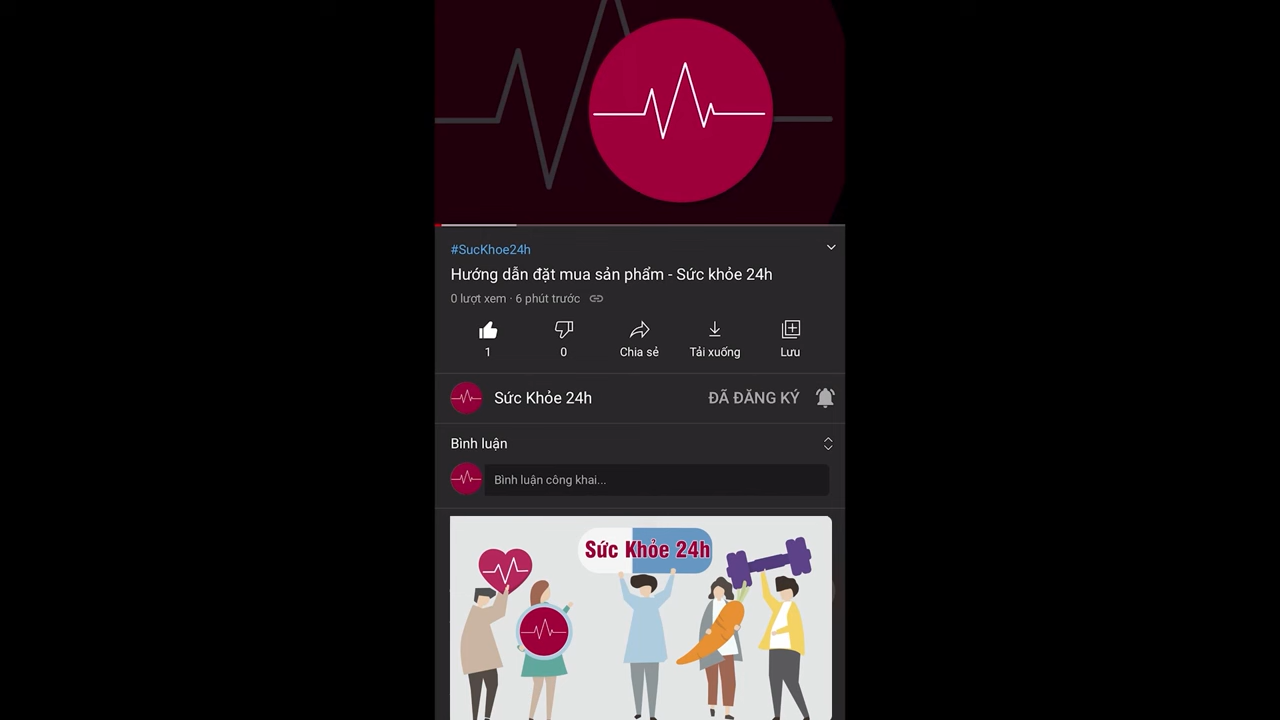 #SucKhoe24h
Hướng dẫn đặt mua sản phẩm - Sức khỏe 24h
0 lượt xem · 6 phút trước
1
0
Chia sẻ
Tải xuống
Lưu
Sức Khỏe 24h
ĐÃ ĐĂNG KÝ
Bình luận
Bình luận công khai...
Sức Khỏe 24h